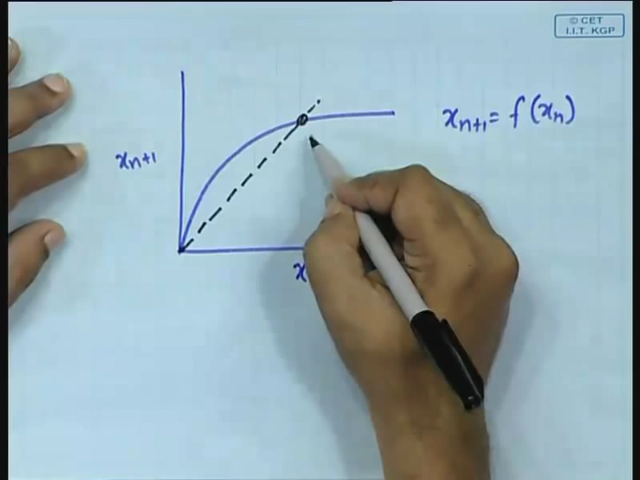 © CET
I.I.T. KGP
xₙ₊₁ = f(xₙ)
xₙ₊₁
x